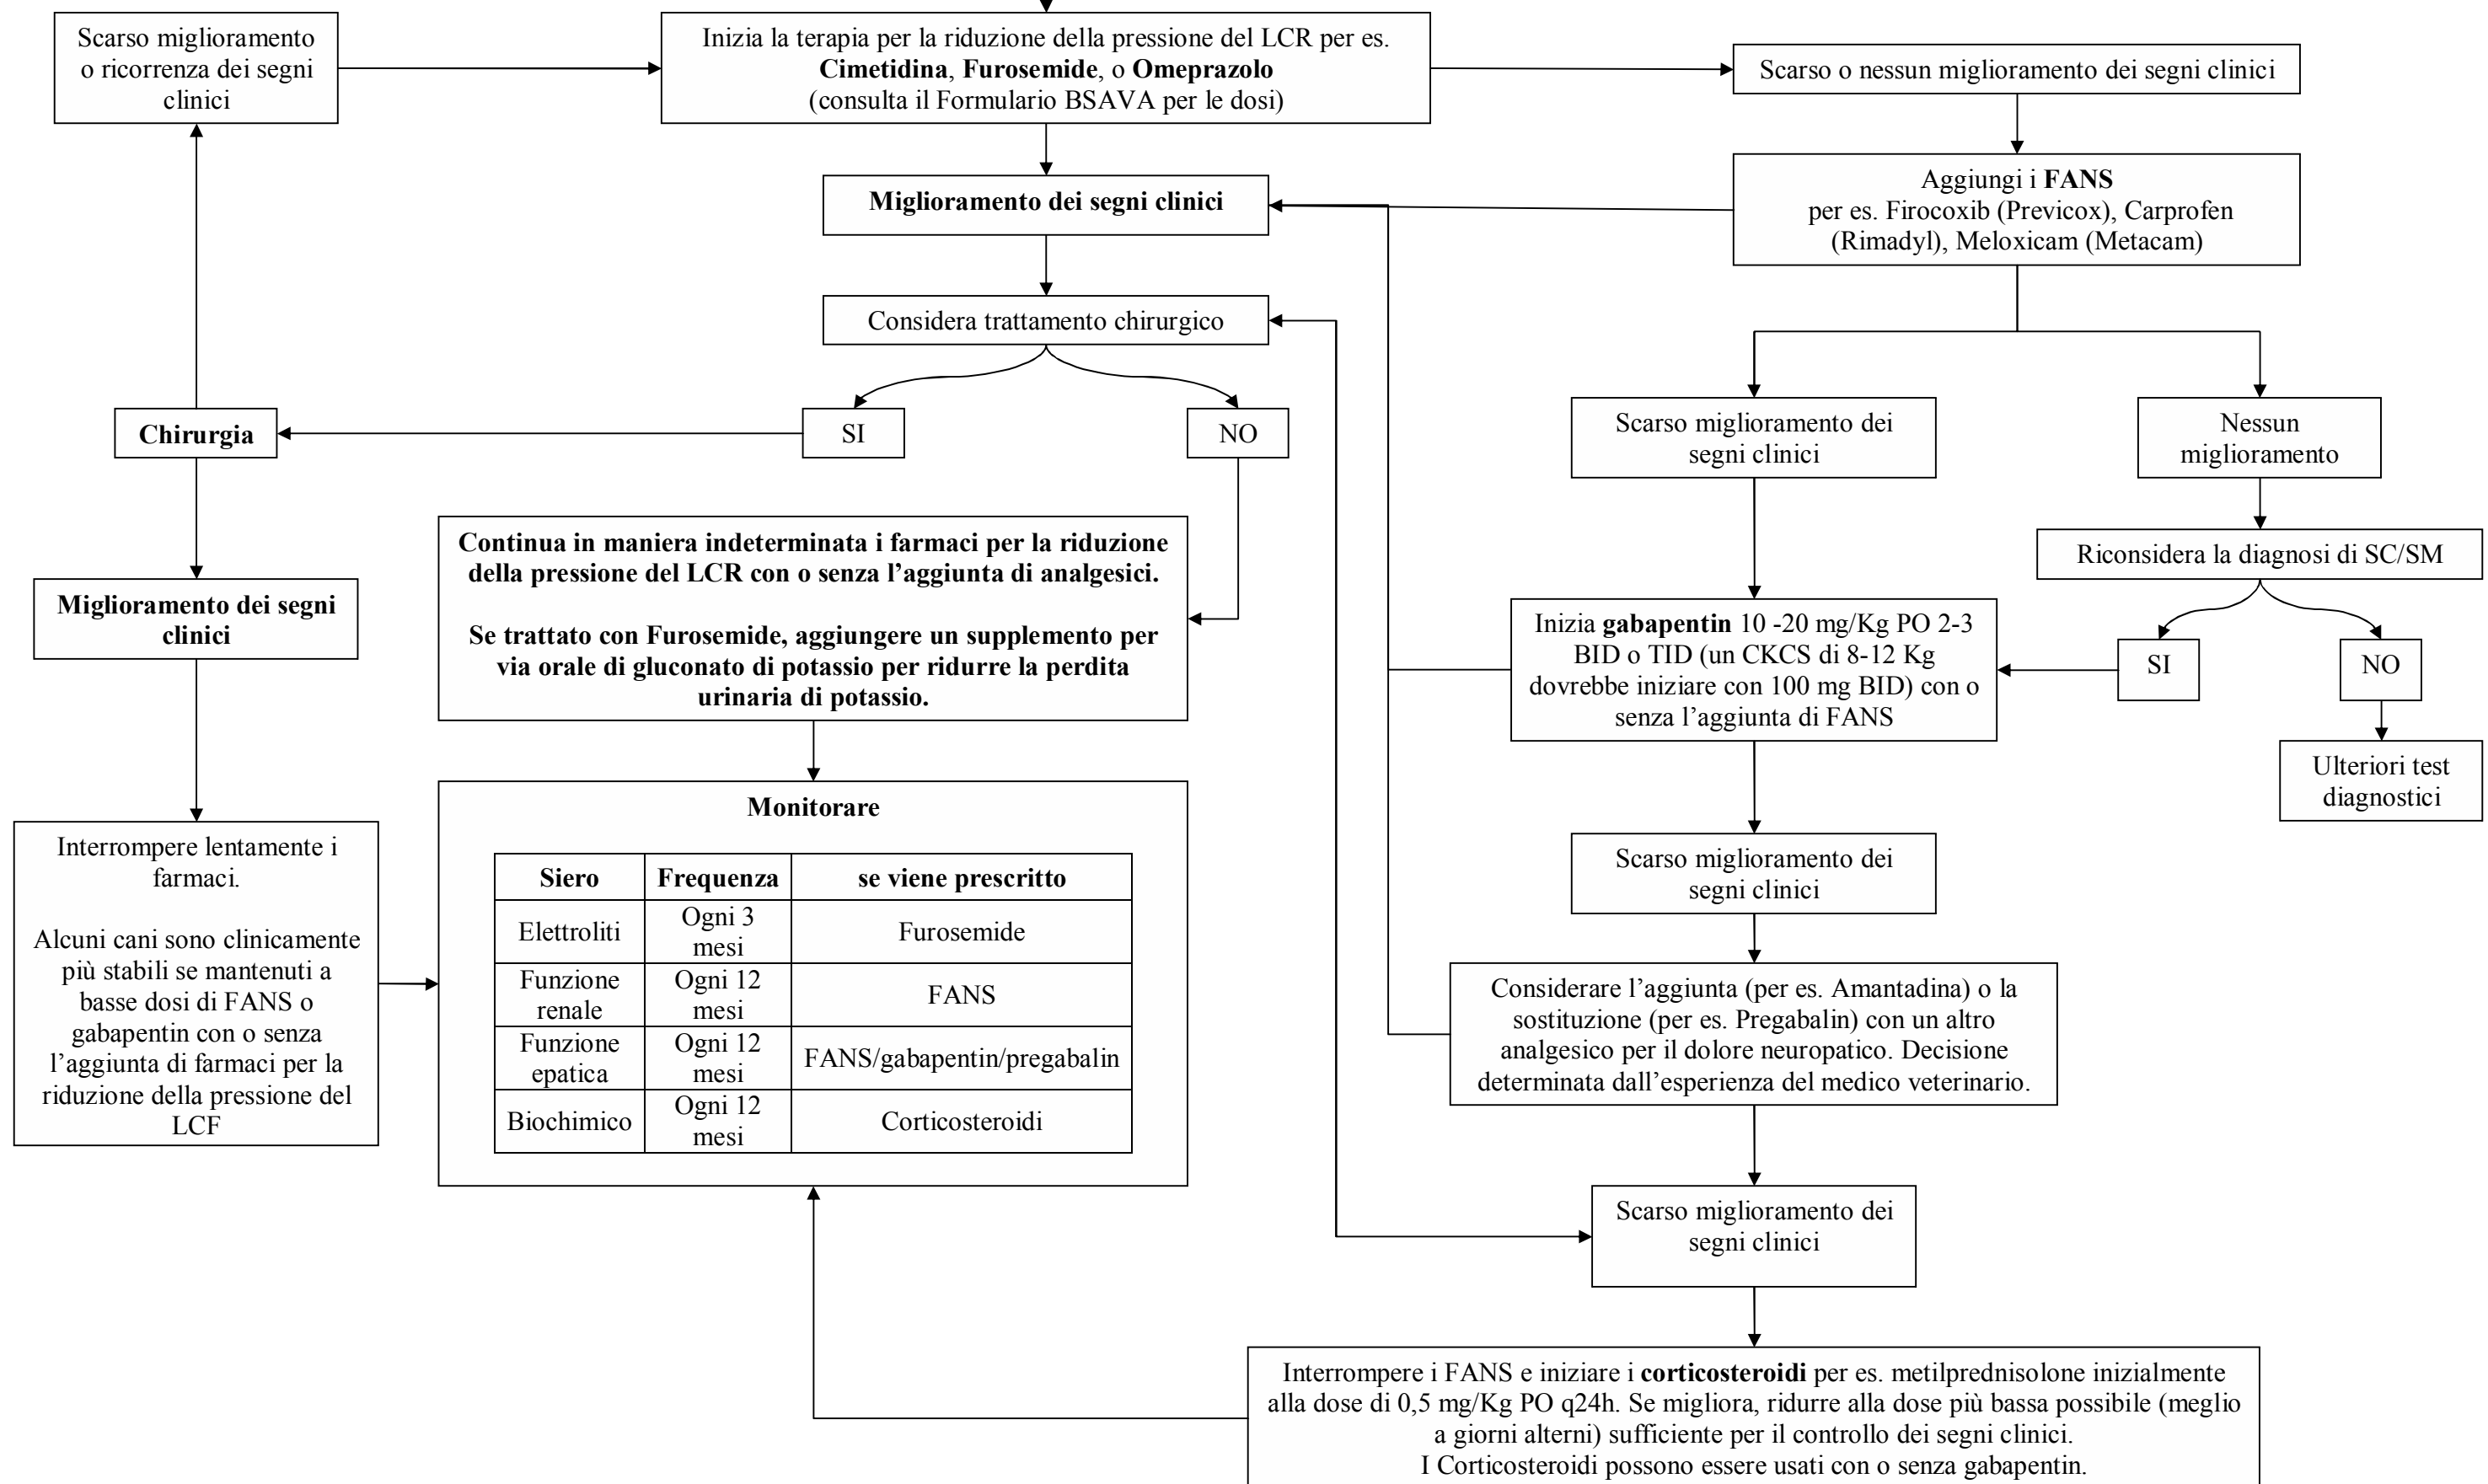 Scarso miglioramento
o ricorrenza dei segni
clinici
Inizia la terapia per la riduzione della pressione del LCR per es.
Cimetidina, Furosemide, o Omeprazolo
(consulta il Formulario BSAVA per le dosi)
Scarso o nessun miglioramento dei segni clinici
Miglioramento dei segni clinici
Aggiungi i FANS
per es. Firocoxib (Previcox), Carprofen
(Rimadyl), Meloxicam (Metacam)
Considera trattamento chirurgico
Chirurgia
SI
NO
Scarso miglioramento dei
segni clinici
Nessun
miglioramento
Continua in maniera indeterminata i farmaci per la riduzione
della pressione del LCR con o senza l’aggiunta di analgesici.
Se trattato con Furosemide, aggiungere un supplemento per
via orale di gluconato di potassio per ridurre la perdita
urinaria di potassio.
Riconsidera la diagnosi di SC/SM
Miglioramento dei segni
clinici
Inizia gabapentin 10 -20 mg/Kg PO 2-3
BID o TID (un CKCS di 8-12 Kg
dovrebbe iniziare con 100 mg BID) con o
senza l’aggiunta di FANS
SI
NO
Ulteriori test
diagnostici
Monitorare
Siero Frequenza se viene prescritto
Elettroliti Ogni 3
mesi Furosemide
Funzione
renale Ogni 12
mesi FANS
Funzione
epatica Ogni 12
mesi FANS/gabapentin/pregabalin
Biochimico Ogni 12
mesi Corticosteroidi
Interrompere lentamente i
farmaci.
Alcuni cani sono clinicamente
più stabili se mantenuti a
basse dosi di FANS o
gabapentin con o senza
l’aggiunta di farmaci per la
riduzione della pressione del
LCF
Scarso miglioramento dei
segni clinici
Considerare l’aggiunta (per es. Amantadina) o la
sostituzione (per es. Pregabalin) con un altro
analgesico per il dolore neuropatico. Decisione
determinata dall’esperienza del medico veterinario.
Scarso miglioramento dei
segni clinici
Interrompere i FANS e iniziare i corticosteroidi per es. metilprednisolone inizialmente
alla dose di 0,5 mg/Kg PO q24h. Se migliora, ridurre alla dose più bassa possibile (meglio
a giorni alterni) sufficiente per il controllo dei segni clinici.
I Corticosteroidi possono essere usati con o senza gabapentin.